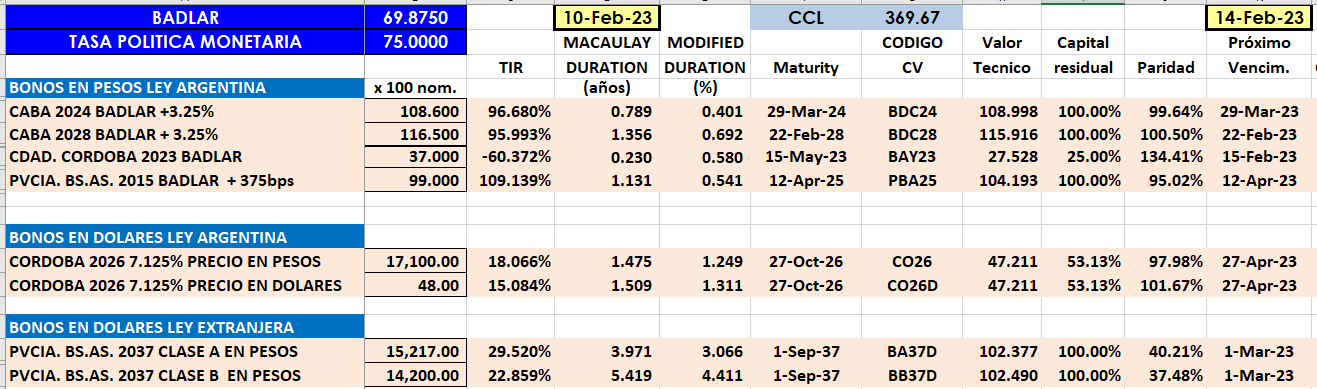 BADLAR 69.8750 10-Feb-23 CCL 369.67 14-Feb-23
TASA POLITICA MONETARIA 75.0000 MACAULAY MODIFIED CODIGO Valor Capital Próximo
TIR DURATION DURATION Maturity CV Tecnico residual Paridad Vencim.
BONOS EN PESOS LEY ARGENTINA x 100 nom. (años) (%)
CABA 2024 BADLAR +3.25% 108.600 96.680% 0.789 0.401 29-Mar-24 BDC24 108.998 100.00% 99.64% 29-Mar-23
CABA 2028 BADLAR + 3.25% 116.500 95.993% 1.356 0.692 22-Feb-28 BDC28 115.916 100.00% 100.50% 22-Feb-23
CDAD. CORDOBA 2023 BADLAR 37.000 -60.372% 0.230 0.580 15-May-23 BAY23 27.528 25.00% 134.41% 15-Feb-23
PVCIA. BS.AS. 2015 BADLAR + 375bps 99.000 109.139% 1.131 0.541 12-Apr-25 PBA25 104.193 100.00% 95.02% 12-Apr-23
BONOS EN DOLARES LEY ARGENTINA
CORDOBA 2026 7.125% PRECIO EN PESOS 17,100.00 18.066% 1.475 1.249 27-Oct-26 CO26 47.211 53.13% 97.98% 27-Apr-23
CORDOBA 2026 7.125% PRECIO EN DOLARES 48.00 15.084% 1.509 1.311 27-Oct-26 CO26D 47.211 53.13% 101.67% 27-Apr-23
BONOS EN DOLARES LEY EXTRANJERA
PVCIA. BS.AS. 2037 CLASE A EN PESOS 15,217.00 29.520% 3.971 3.066 1-Sep-37 BA37D 102.377 100.00% 40.21% 1-Mar-23
PVCIA. BS.AS. 2037 CLASE B EN PESOS 14,200.00 22.859% 5.419 4.411 1-Sep-37 BB37D 102.490 100.00% 37.48% 1-Mar-23